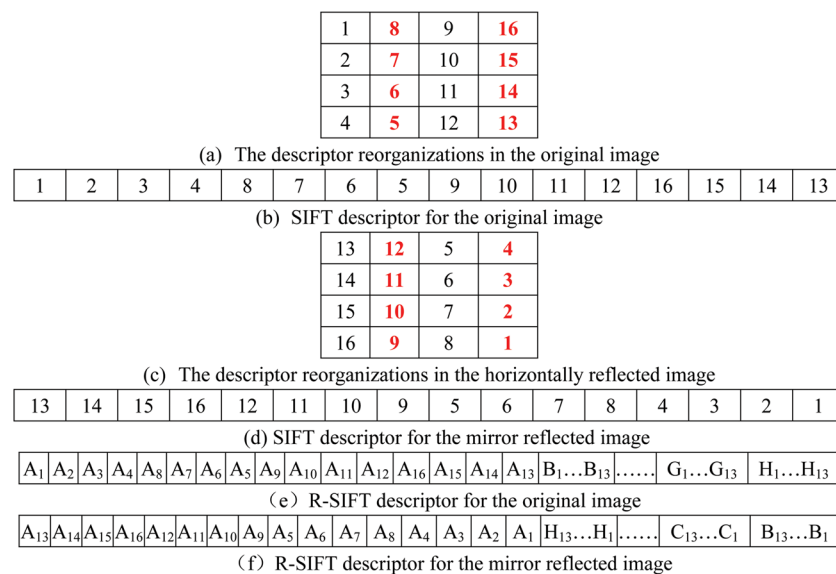 1 8 9 16
2 7 10 15
3 6 11 14
4 5 12 13
(a) The descriptor reorganizations in the original image
1 2 3 4 8 7 6 5 9 10 11 12 16 15 14 13
(b) SIFT descriptor for the original image
13 12 5 4
14 11 6 3
15 10 7 2
16 9 8 1
(c) The descriptor reorganizations in the horizontally reflected image
13 14 15 16 12 11 10 9 5 6 7 8 4 3 2 1
(d) SIFT descriptor for the mirror reflected image
A₁ A₂ A₃ A₄ A₈ A₇ A₆ A₅ A₉ A₁₀ A₁₁ A₁₂ A₁₆ A₁₅ A₁₄ A₁₃ B₁…B₁₃ …… G₁…G₁₃ H₁…H₁₃
（e）R-SIFT descriptor for the original image
A₁₃ A₁₄ A₁₅ A₁₆ A₁₂ A₁₁ A₁₀ A₉ A₅ A₆ A₇ A₈ A₄ A₃ A₂ A₁ H₁₃…H₁ …… C₁₃…C₁ B₁₃…B₁
（f）R-SIFT descriptor for the mirror reflected image